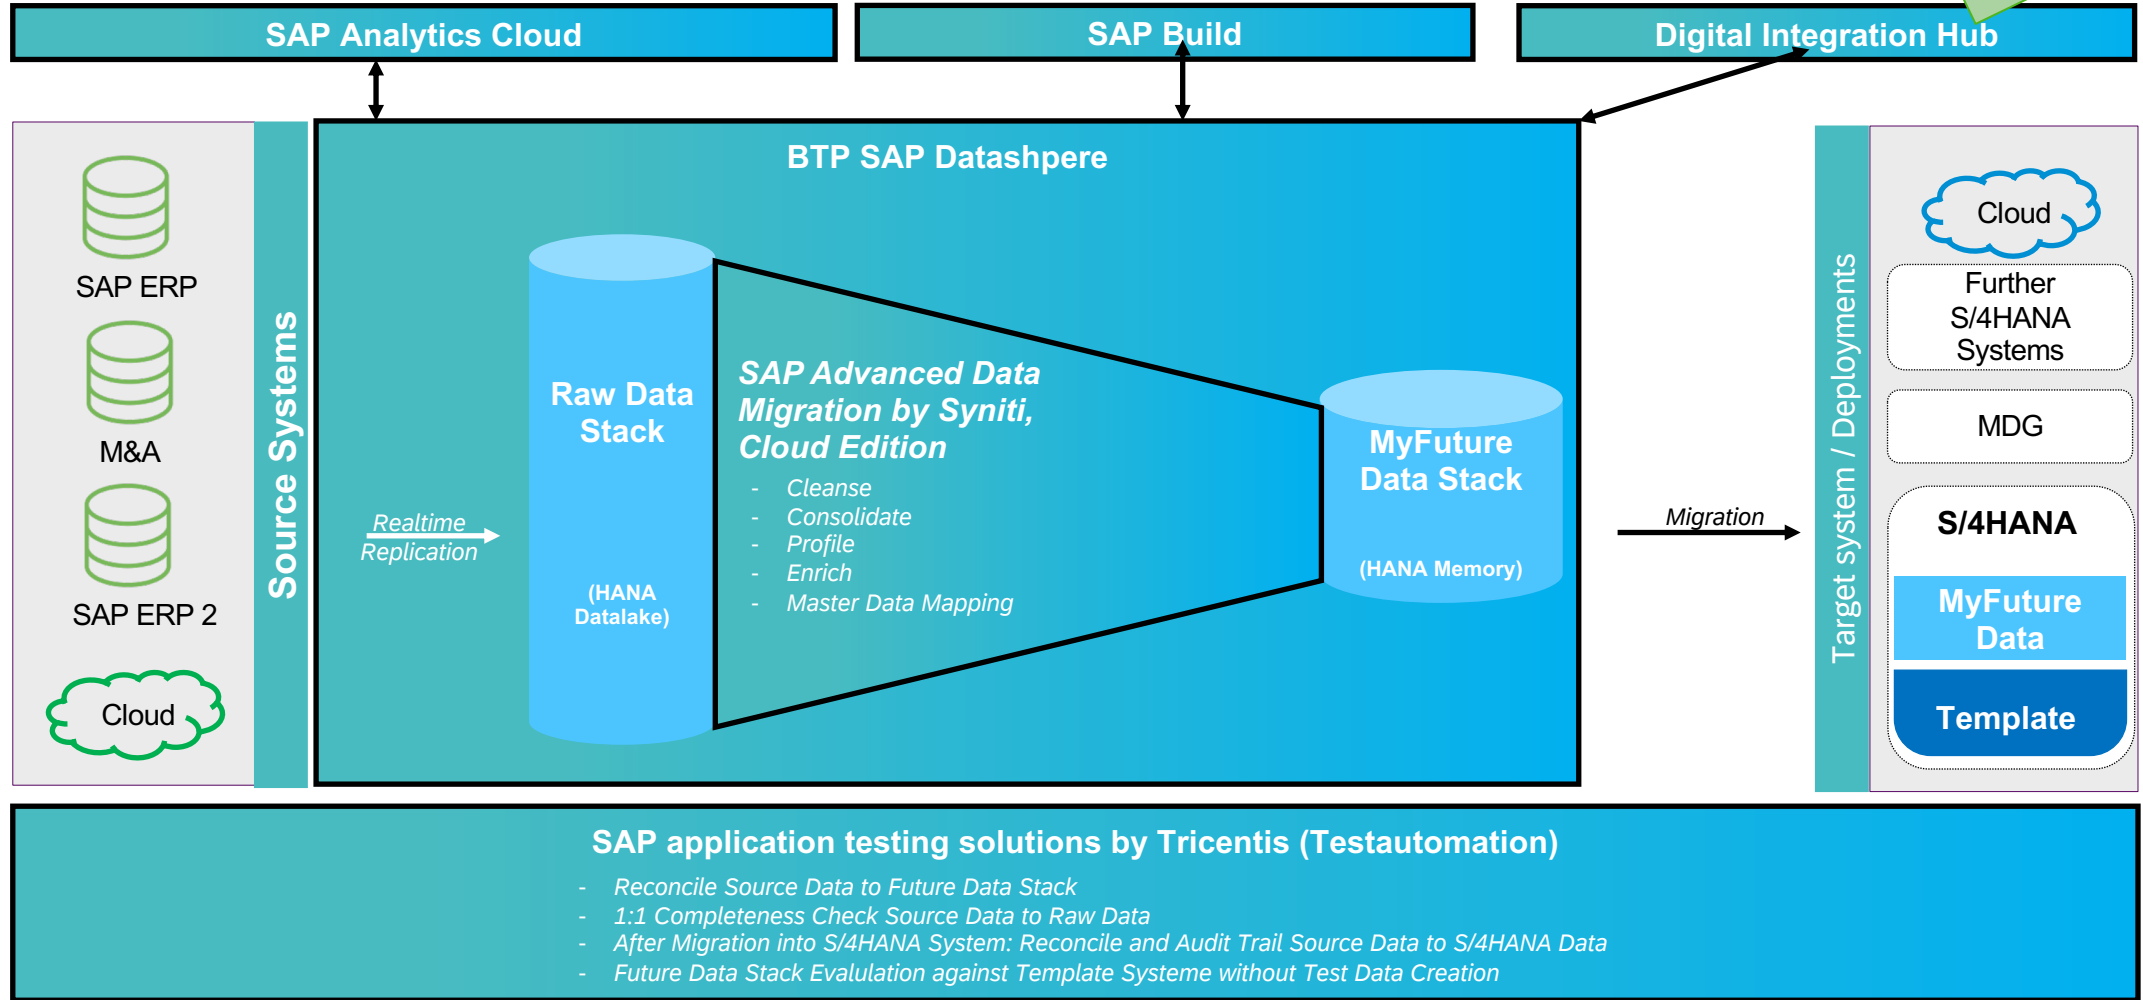 SAP Analytics Cloud
SAP Build
Digital Integration Hub
SAP ERP
M&A
SAP ERP 2
Cloud
Source Systems
BTP SAP Datashpere
Realtime
Replication
Raw Data
Stack
(HANA
Datalake)
SAP Advanced Data
Migration by Syniti,
Cloud Edition
- Cleanse
- Consolidate
- Profile
- Enrich
- Master Data Mapping
MyFuture
Data Stack
(HANA Memory)
Migration
Target system / Deployments
Cloud
Further
S/4HANA
Systems
MDG
S/4HANA
MyFuture
Data
Template
SAP application testing solutions by Tricentis (Testautomation)
- Reconcile Source Data to Future Data Stack
- 1:1 Completeness Check Source Data to Raw Data
- After Migration into S/4HANA System: Reconcile and Audit Trail Source Data to S/4HANA Data
- Future Data Stack Evalulation against Template Systeme without Test Data Creation